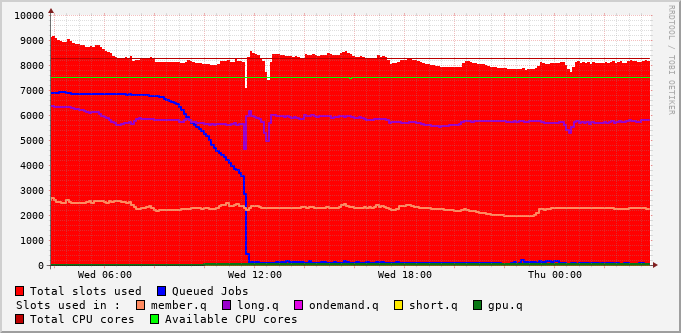 10000
9000
8000
7000
6000
5000
4000
3000
2000
1000
0
Wed 06:00 Wed 12:00 Wed 18:00 Thu 00:00
RRDTOOL / TOBI OETIKER
Total slots used Queued Jobs
Slots used in : member.q long.q ondemand.q short.q gpu.q
Total CPU cores Available CPU cores